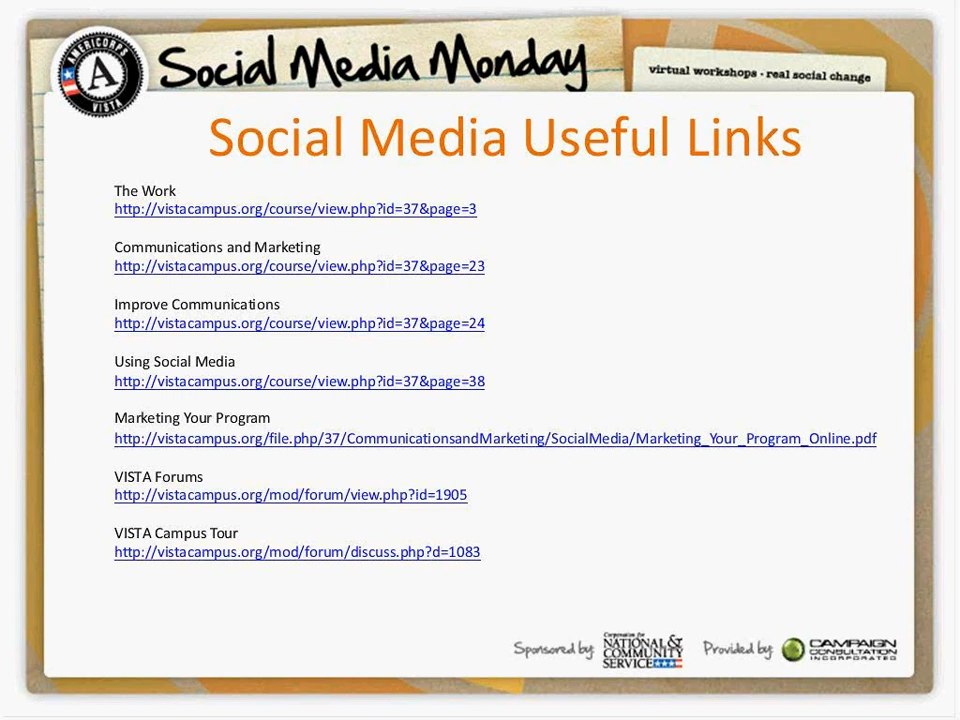 AMERICORPS
A
VISTA
Social Media Monday
virtual workshops · real social change
Social Media Useful Links
The Work
http://vistacampus.org/course/view.php?id=37&page=3
Communications and Marketing
http://vistacampus.org/course/view.php?id=37&page=23
Improve Communications
http://vistacampus.org/course/view.php?id=37&page=24
Using Social Media
http://vistacampus.org/course/view.php?id=37&page=38
Marketing Your Program
http://vistacampus.org/file.php/37/CommunicationsandMarketing/SocialMedia/Marketing_Your_Program_Online.pdf
VISTA Forums
http://vistacampus.org/mod/forum/view.php?id=1905
VISTA Campus Tour
http://vistacampus.org/mod/forum/discuss.php?d=1083
Sponsored by:
Corporation for
NATIONAL &
COMMUNITY
SERVICE
Provided by:
CAMPAIGN
CONSULTATION
INCORPORATED